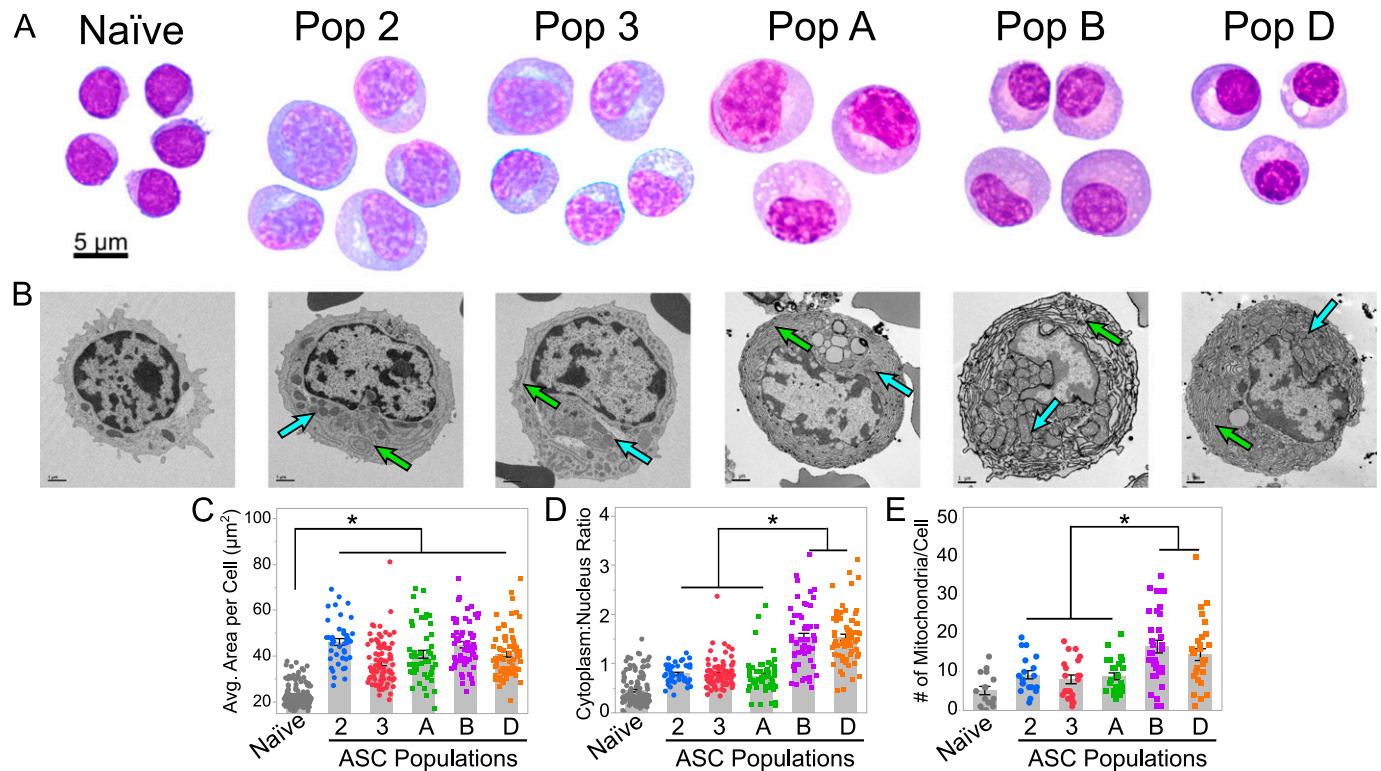 A
Naïve Pop 2 Pop 3 Pop A Pop B Pop D
5 µm
B
1 µm
C
Avg. Area per Cell (µm²)
100
80
60
40
20
*
Naïve 2 3 A B D
ASC Populations
D
Cytoplasm:Nucleus Ratio
4
3
2
1
0
*
Naïve 2 3 A B D
ASC Populations
E
# of Mitochondria/Cell
50
40
30
20
10
0
*
Naïve 2 3 A B D
ASC Populations